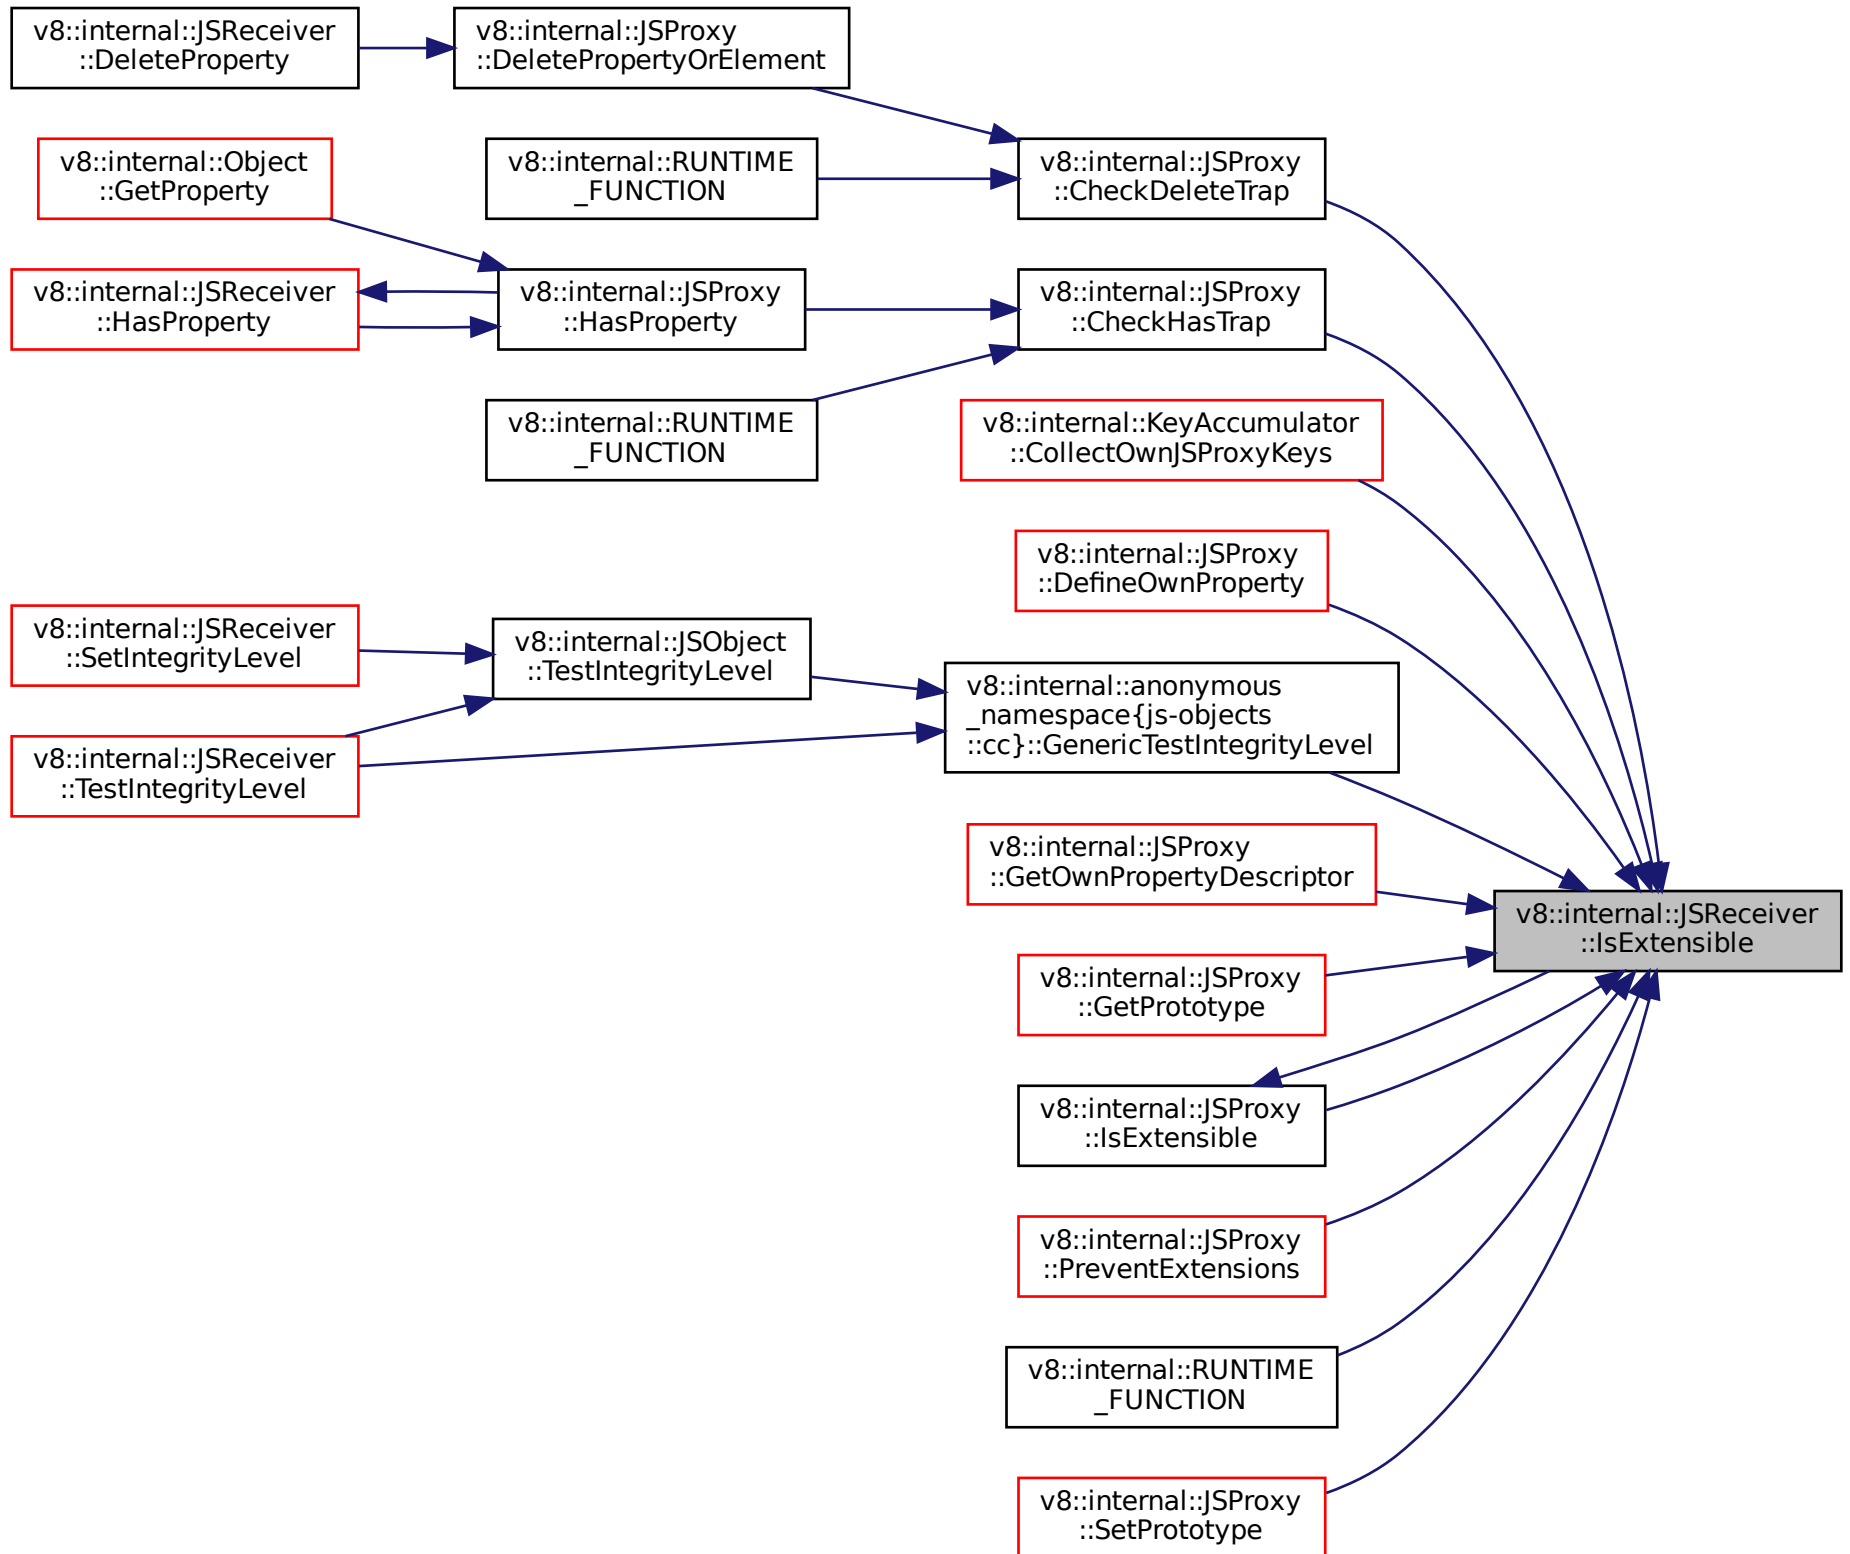 v8::internal::JSReceiver
::DeleteProperty
v8::internal::JSProxy
::DeletePropertyOrElement
v8::internal::Object
::GetProperty
v8::internal::RUNTIME
_FUNCTION
v8::internal::JSProxy
::CheckDeleteTrap
v8::internal::JSReceiver
::HasProperty
v8::internal::JSProxy
::HasProperty
v8::internal::JSProxy
::CheckHasTrap
v8::internal::RUNTIME
_FUNCTION
v8::internal::KeyAccumulator
::CollectOwnJSProxyKeys
v8::internal::JSProxy
::DefineOwnProperty
v8::internal::JSReceiver
::SetIntegrityLevel
v8::internal::JSObject
::TestIntegrityLevel
v8::internal::anonymous
_namespace{js-objects
::cc}::GenericTestIntegrityLevel
v8::internal::JSReceiver
::TestIntegrityLevel
v8::internal::JSProxy
::GetOwnPropertyDescriptor
v8::internal::JSReceiver
::IsExtensible
v8::internal::JSProxy
::GetPrototype
v8::internal::JSProxy
::IsExtensible
v8::internal::JSProxy
::PreventExtensions
v8::internal::RUNTIME
_FUNCTION
v8::internal::JSProxy
::SetPrototype